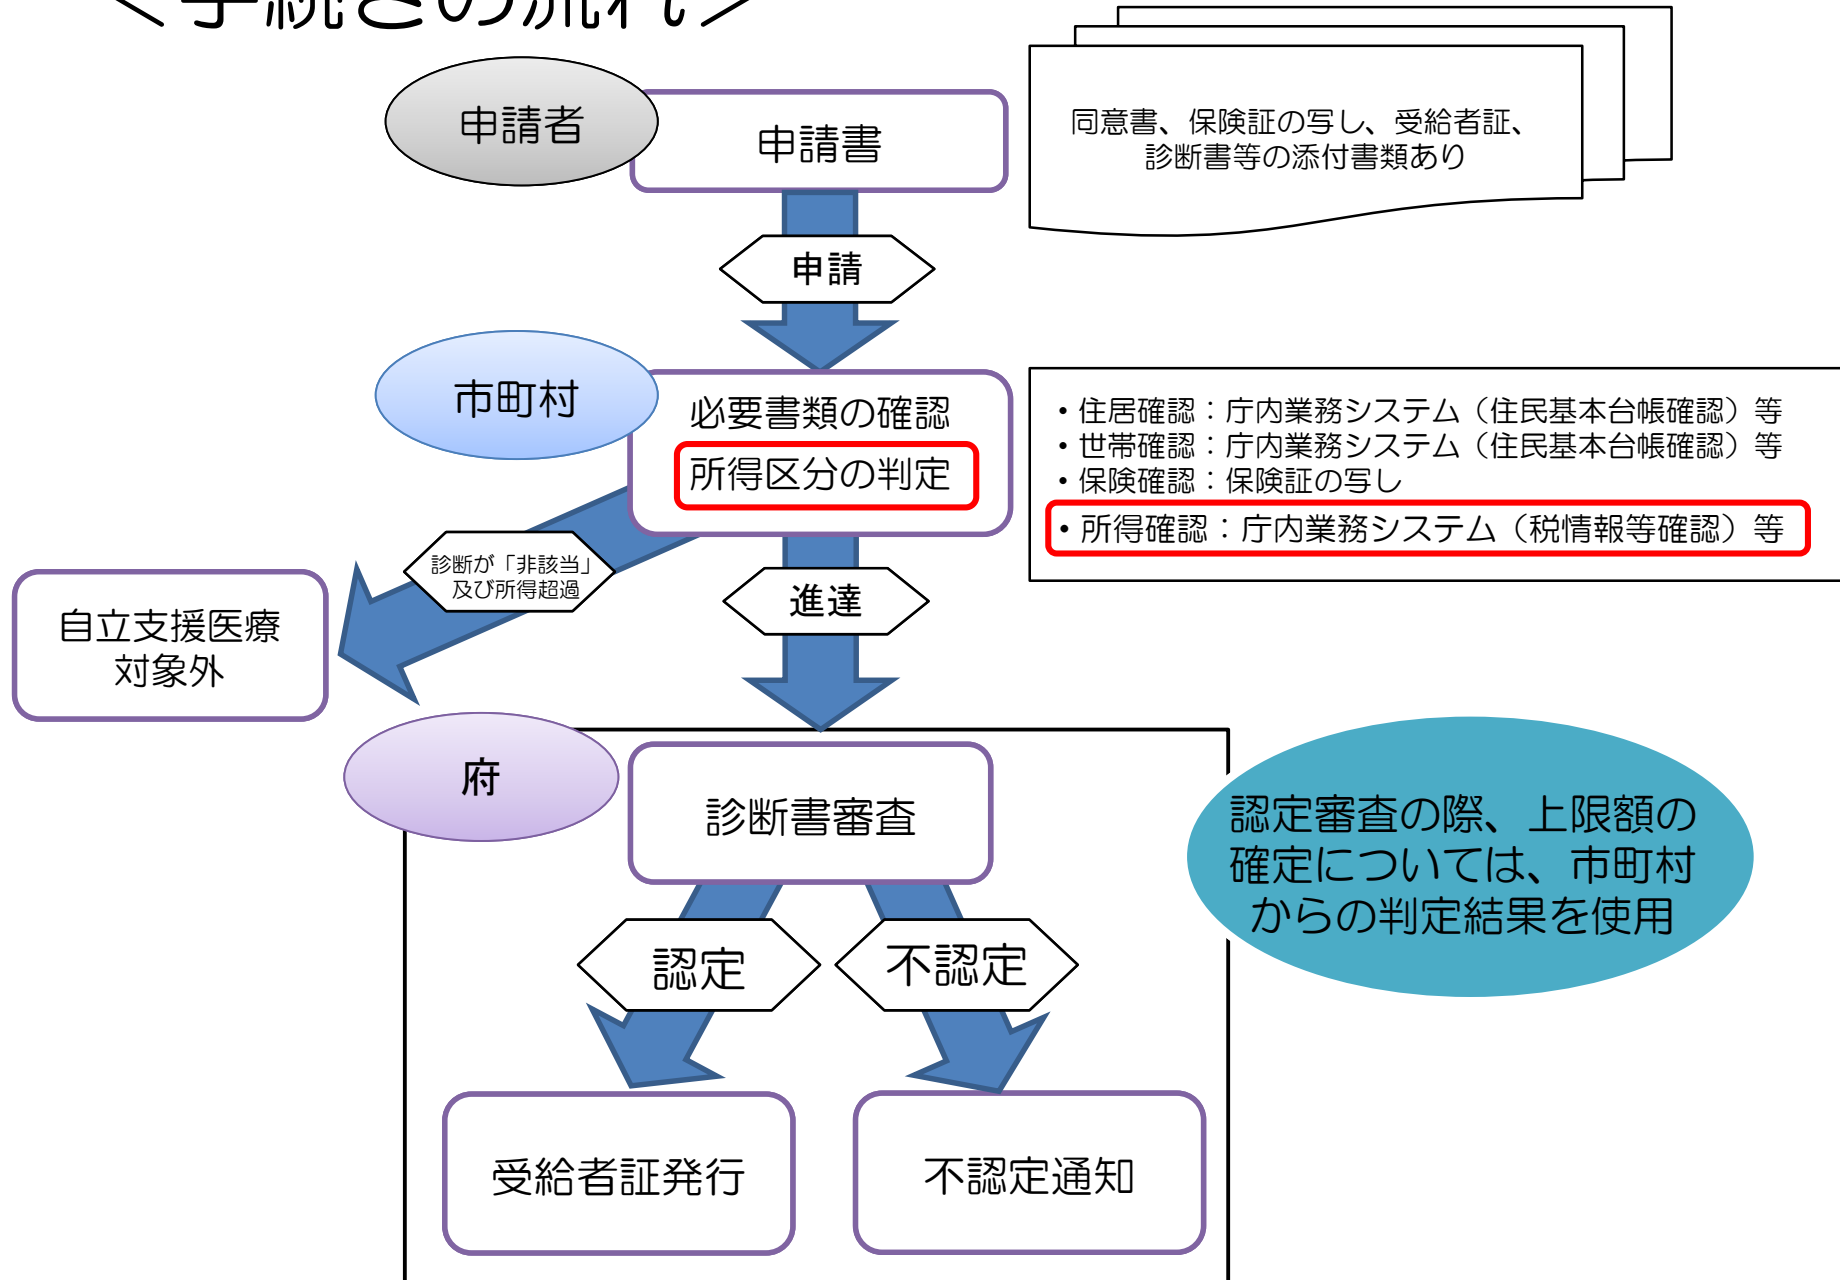 ＜手続きの流れ＞
申請者
申請書
同意書、保険証の写し、受給者証、
診断書等の添付書類あり
申請
市町村
必要書類の確認
所得区分の判定
・住居確認：庁内業務システム（住民基本台帳確認）等
・世帯確認：庁内業務システム（住民基本台帳確認）等
・保険確認：保険証の写し
・所得確認：庁内業務システム（税情報等確認）等
診断が「非該当」
及び所得超過
進達
自立支援医療
対象外
府
診断書審査
認定審査の際、上限額の
確定については、市町村
からの判定結果を使用
認定
不認定
受給者証発行
不認定通知